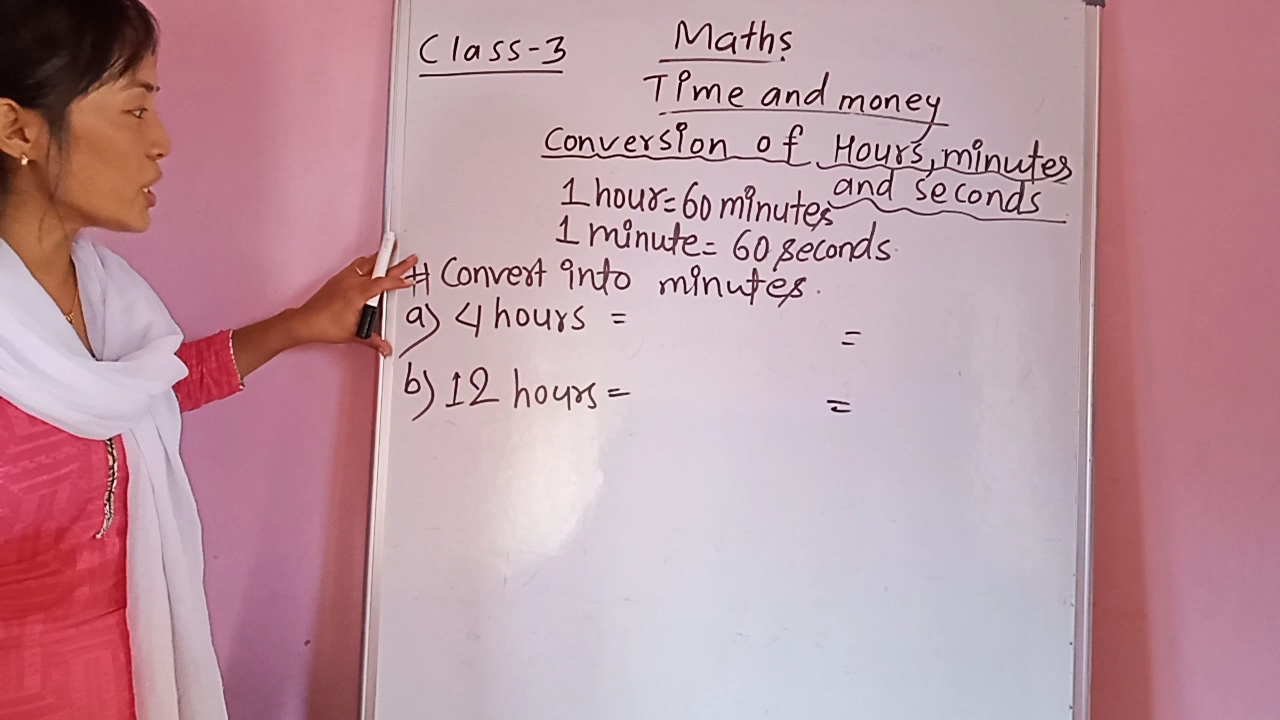 Class-3
Maths
Time and money
Conversion of Hours, minutes
and seconds
1 hour = 60 minutes
1 minute = 60 seconds.
# Convert into minutes.
a) 4 hours = =
b) 12 hours = =